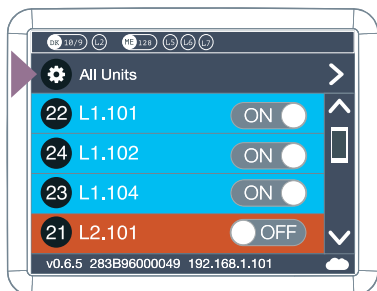 DK 10/9 L2 ME 128 L5 L6 L7
All Units
22 L1.101 ON
24 L1.102 ON
23 L1.104 ON
21 L2.101 OFF
v0.6.5 283B96000049 192.168.1.101